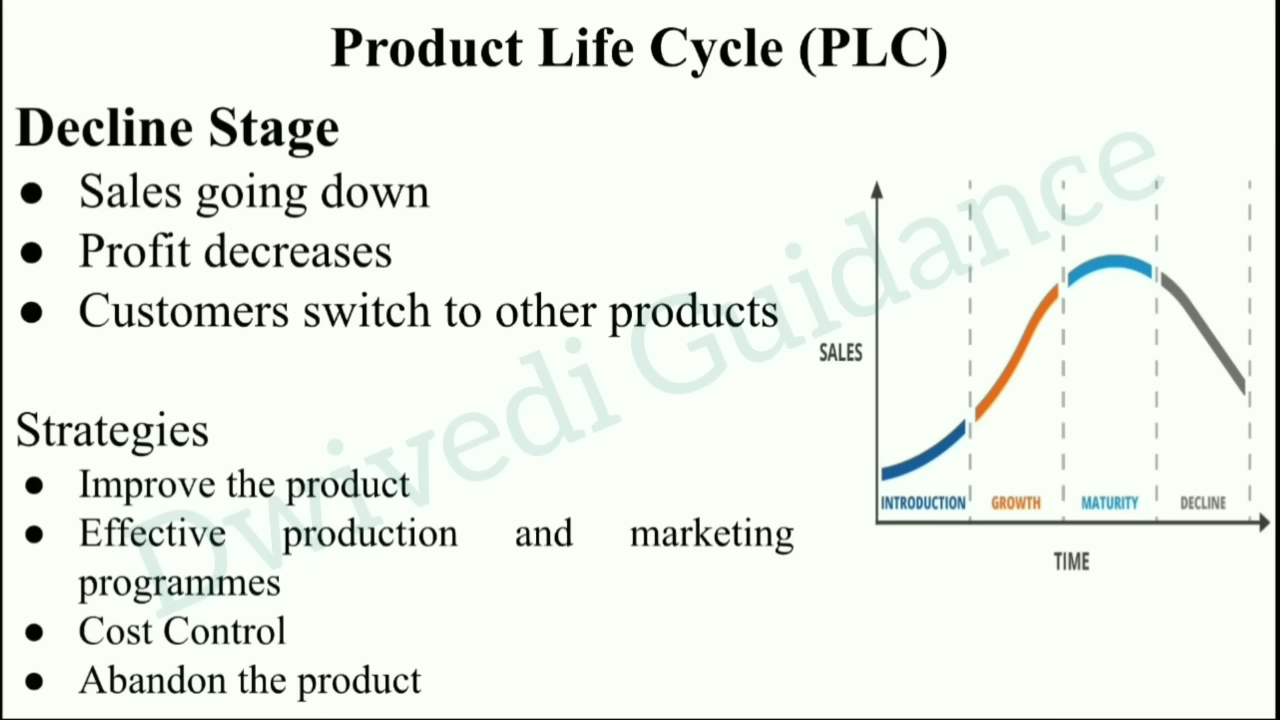 Product Life Cycle (PLC)
Decline Stage
● Sales going down
● Profit decreases
● Customers switch to other products
Strategies
● Improve the product
● Effective production and marketing
programmes
● Cost Control
● Abandon the product
SALES
INTRODUCTION GROWTH MATURITY DECLINE
TIME
Dwivedi Guidance